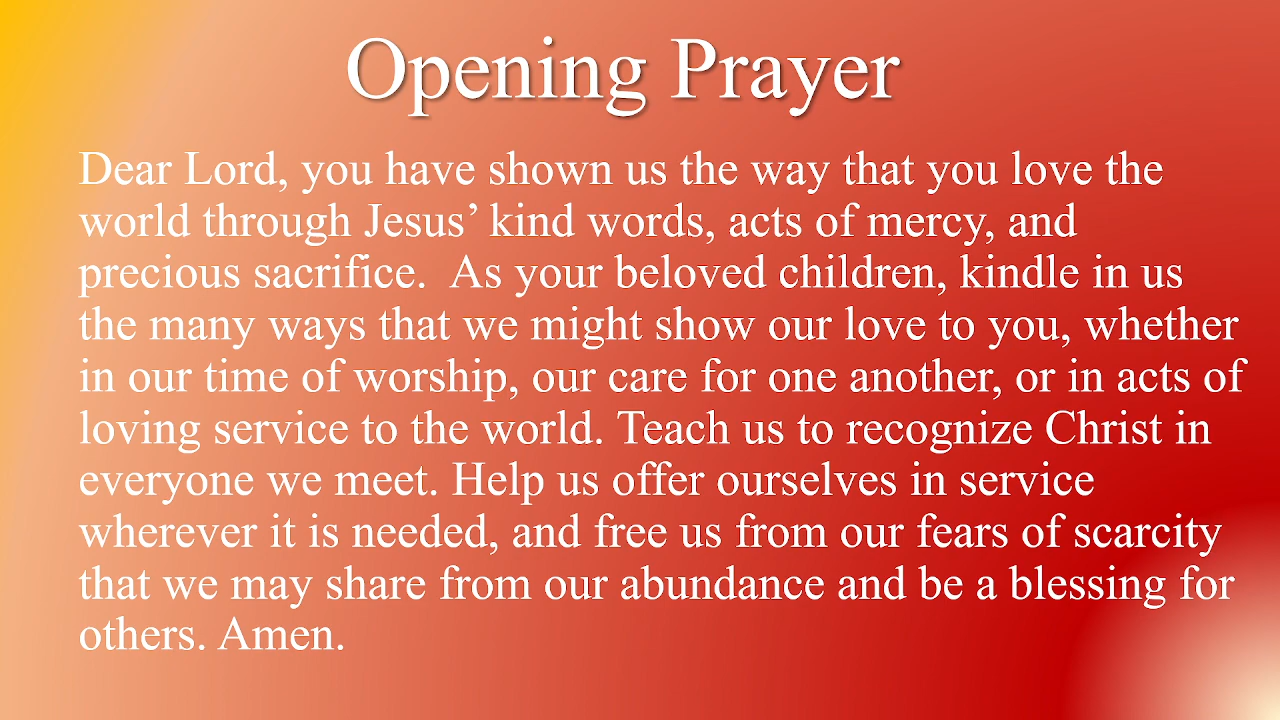 Opening Prayer
Dear Lord, you have shown us the way that you love the
world through Jesus’ kind words, acts of mercy, and
precious sacrifice.  As your beloved children, kindle in us
the many ways that we might show our love to you, whether
in our time of worship, our care for one another, or in acts of
loving service to the world. Teach us to recognize Christ in
everyone we meet. Help us offer ourselves in service
wherever it is needed, and free us from our fears of scarcity
that we may share from our abundance and be a blessing for
others. Amen.